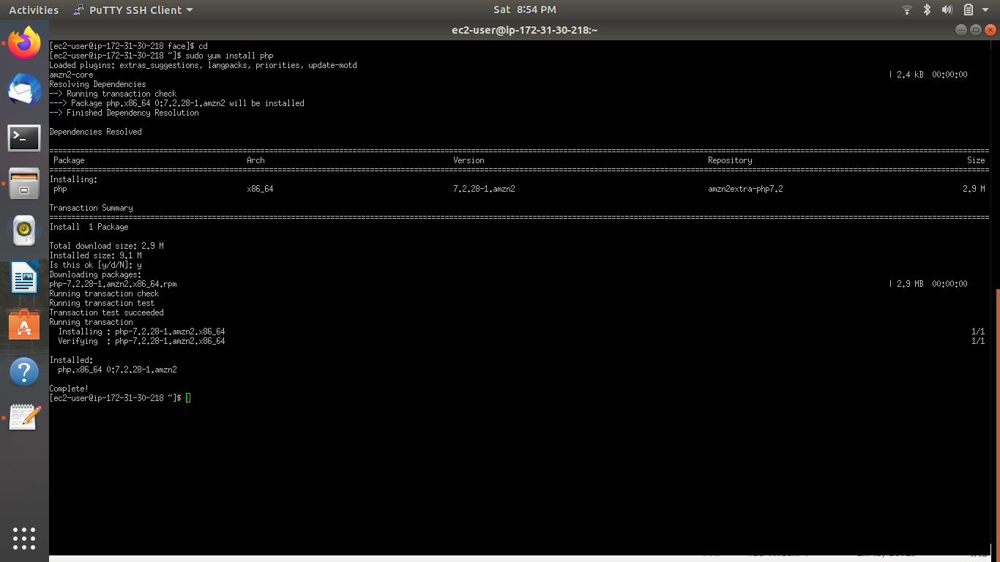 Activities PuTTY SSH Client Sat 8:54 PM
ec2-user@ip-172-31-30-218:~
[ec2-user@ip-172-31-30-218 face]$ cd
[ec2-user@ip-172-31-30-218 ~]$ sudo yum install php
Loaded plugins: extras_suggestions, langpacks, priorities, update-motd
amzn2-core | 2.4 kB 00:00:00
Resolving Dependencies
--> Running transaction check
---> Package php.x86_64 0:7.2.28-1.amzn2 will be installed
--> Finished Dependency Resolution
Dependencies Resolved
Package Arch Version Repository Size
Installing:
php x86_64 7.2.28-1.amzn2 amzn2extra-php7.2 2.9 M
Transaction Summary
Install 1 Package
Total download size: 2.9 M
Installed size: 9.1 M
Is this ok [y/d/N]: y
Downloading packages:
php-7.2.28-1.amzn2.x86_64.rpm | 2.9 MB 00:00:00
Running transaction check
Running transaction test
Transaction test succeeded
Running transaction
Installing : php-7.2.28-1.amzn2.x86_64 1/1
Verifying : php-7.2.28-1.amzn2.x86_64 1/1
Installed:
php.x86_64 0:7.2.28-1.amzn2
Complete!
[ec2-user@ip-172-31-30-218 ~]$